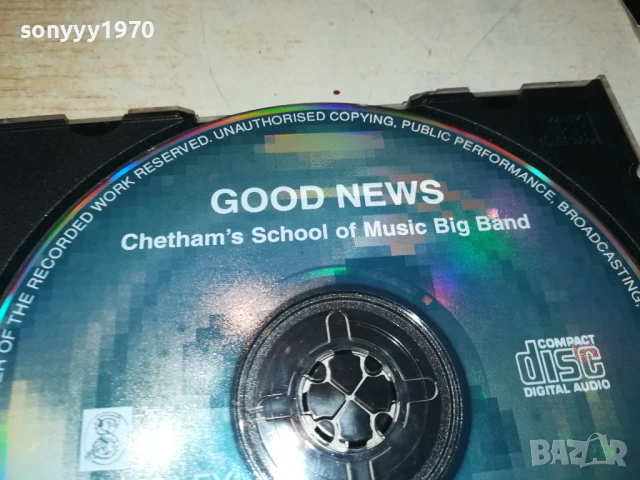 sonyyy1970
R OF THE RECORDED WORK RESERVED. UNAUTHORISED COPYING, PUBLIC PERFORMANCE, BROADCASTING,
GOOD NEWS
Chetham's School of Music Big Band
COMPACT
disc
DIGITAL AUDIO
BAZAR